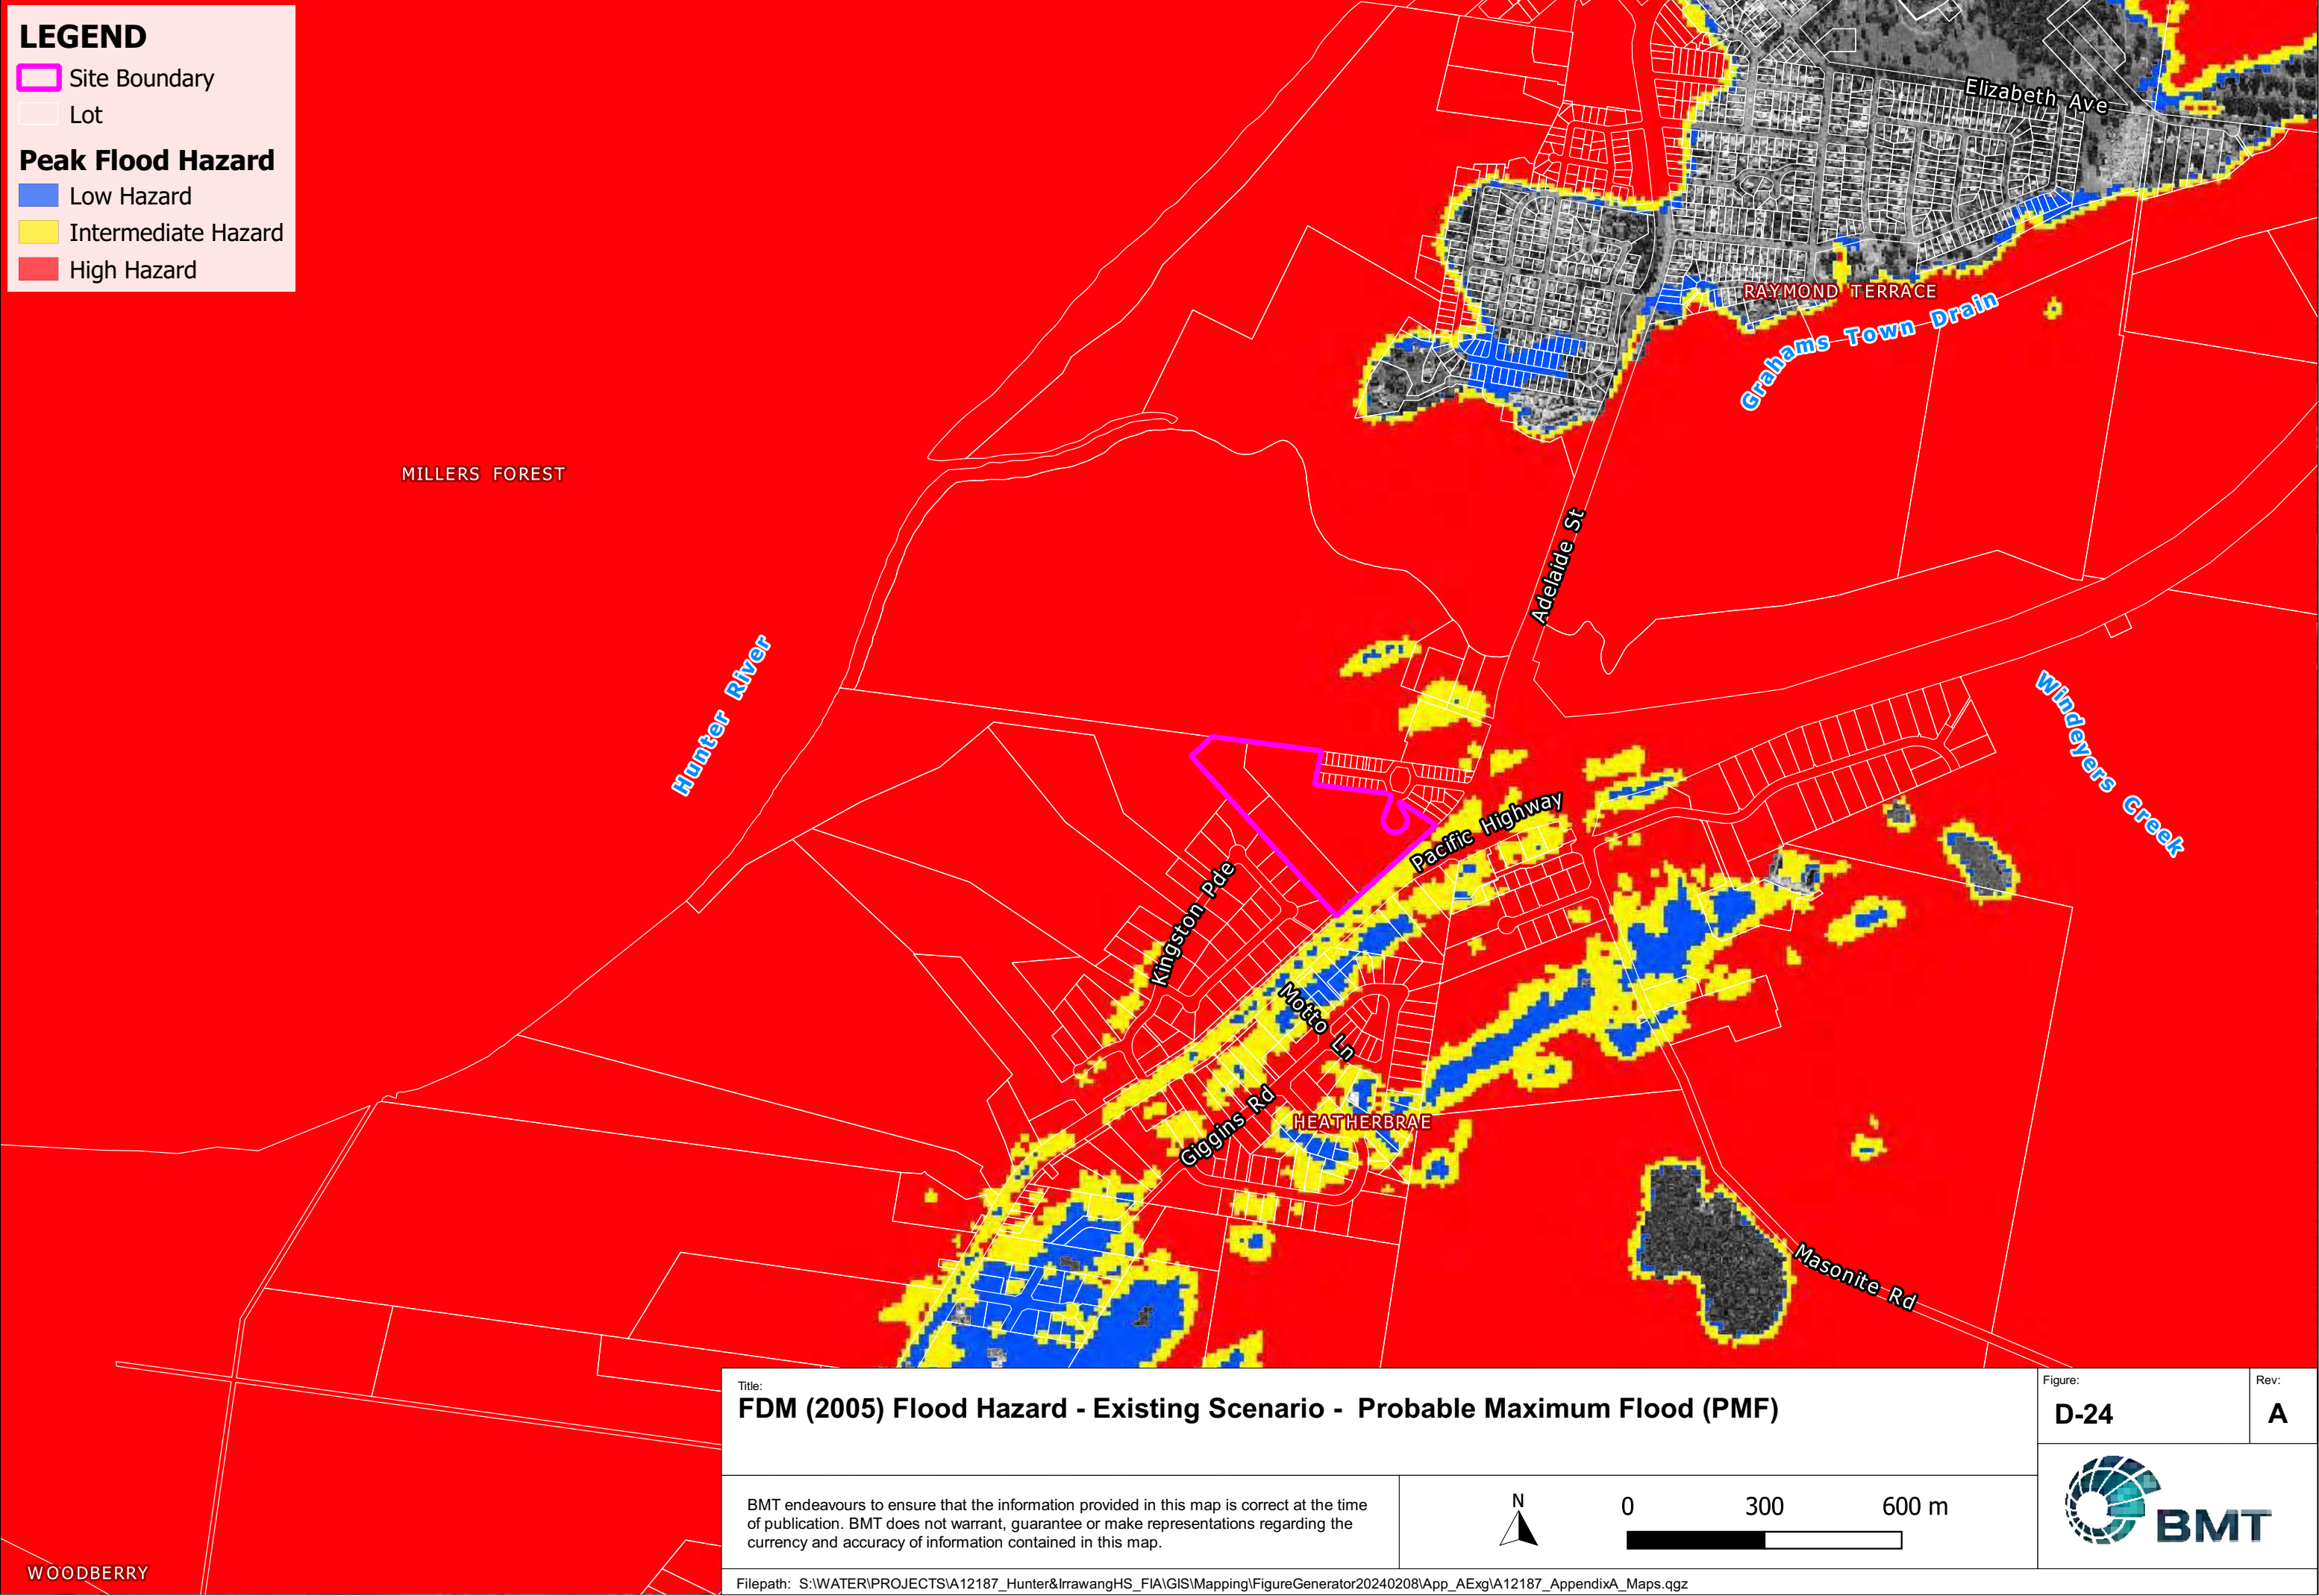 LEGEND
Site Boundary
Lot
Peak Flood Hazard
Low Hazard
Intermediate Hazard
High Hazard
Elizabeth Ave
RAYMOND TERRACE
Grahams Town Drain
MILLERS FOREST
Adelaide St
Hunter River
Windeyers Creek
Pacific Highway
Kingston Pde
Motto Ln
Giggins Rd
HEATHERBRAE
Masonite Rd
WOODBERRY
Title:
FDM (2005) Flood Hazard - Existing Scenario - Probable Maximum Flood (PMF)
Figure:
D-24
Rev:
A
BMT endeavours to ensure that the information provided in this map is correct at the time
of publication. BMT does not warrant, guarantee or make representations regarding the
currency and accuracy of information contained in this map.
N
0 300 600 m
BMT
Filepath: S:\WATER\PROJECTS\A12187_Hunter&IrrawangHS_FIA\GIS\Mapping\FigureGenerator20240208\App_AExg\A12187_AppendixA_Maps.qgz